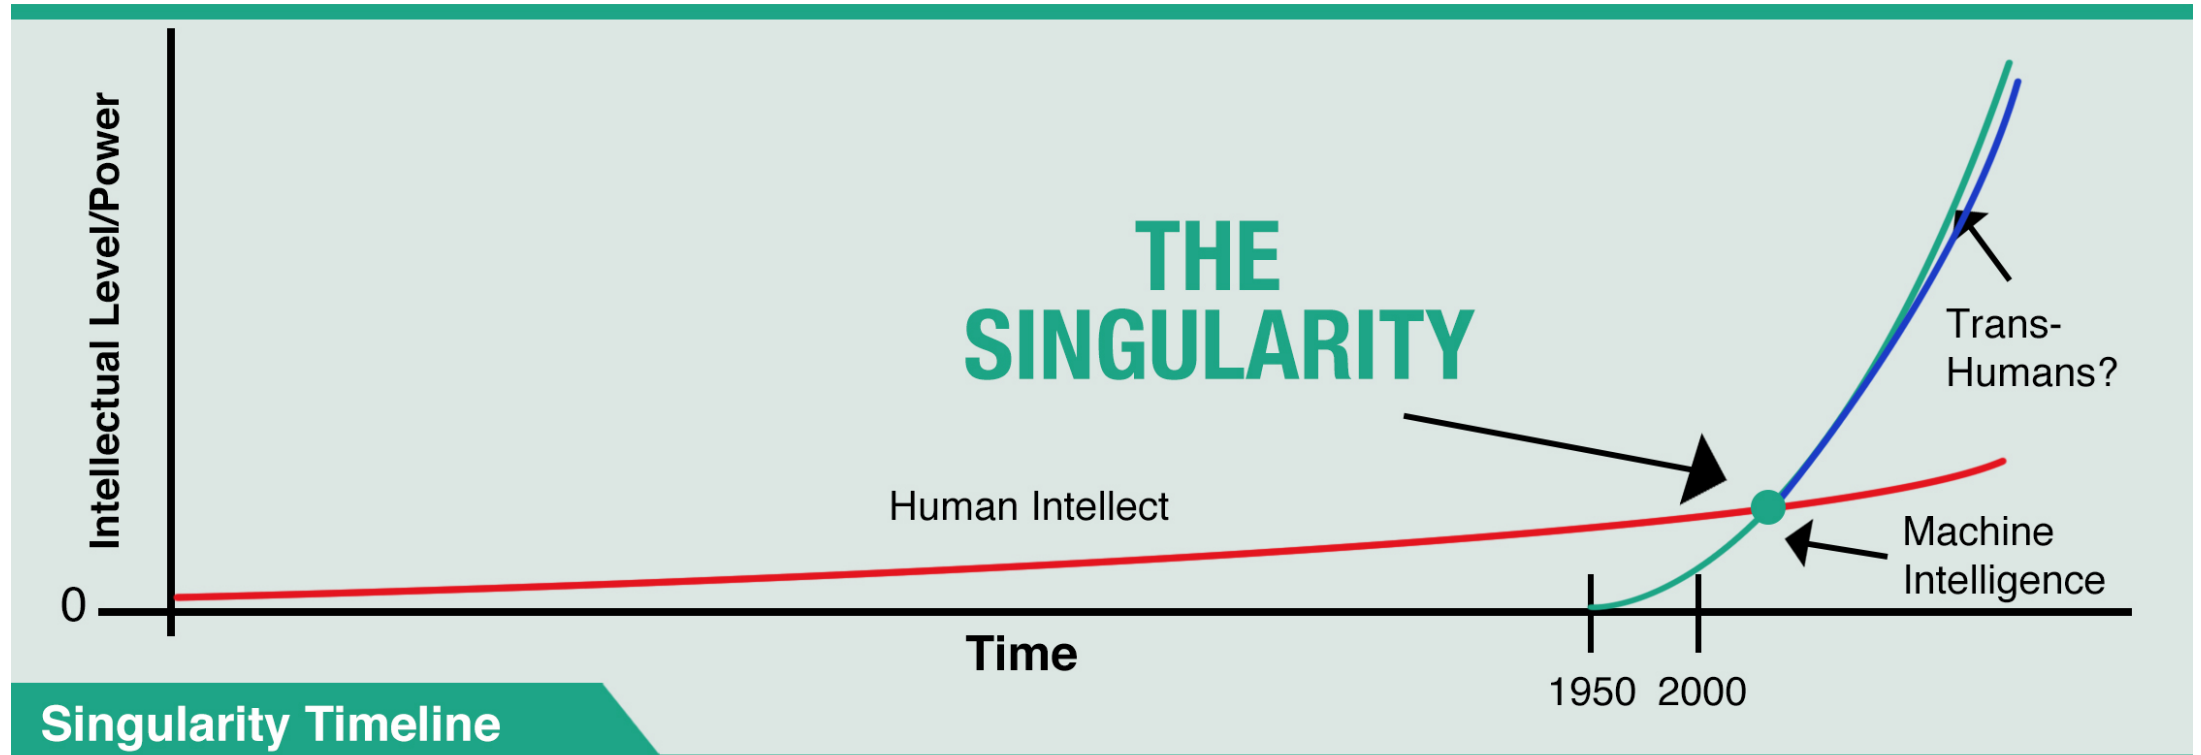 Intellectual Level/Power
THE
SINGULARITY
Trans-
Humans?
Human Intellect
Machine
Intelligence
0
Time
1950 2000
Singularity Timeline